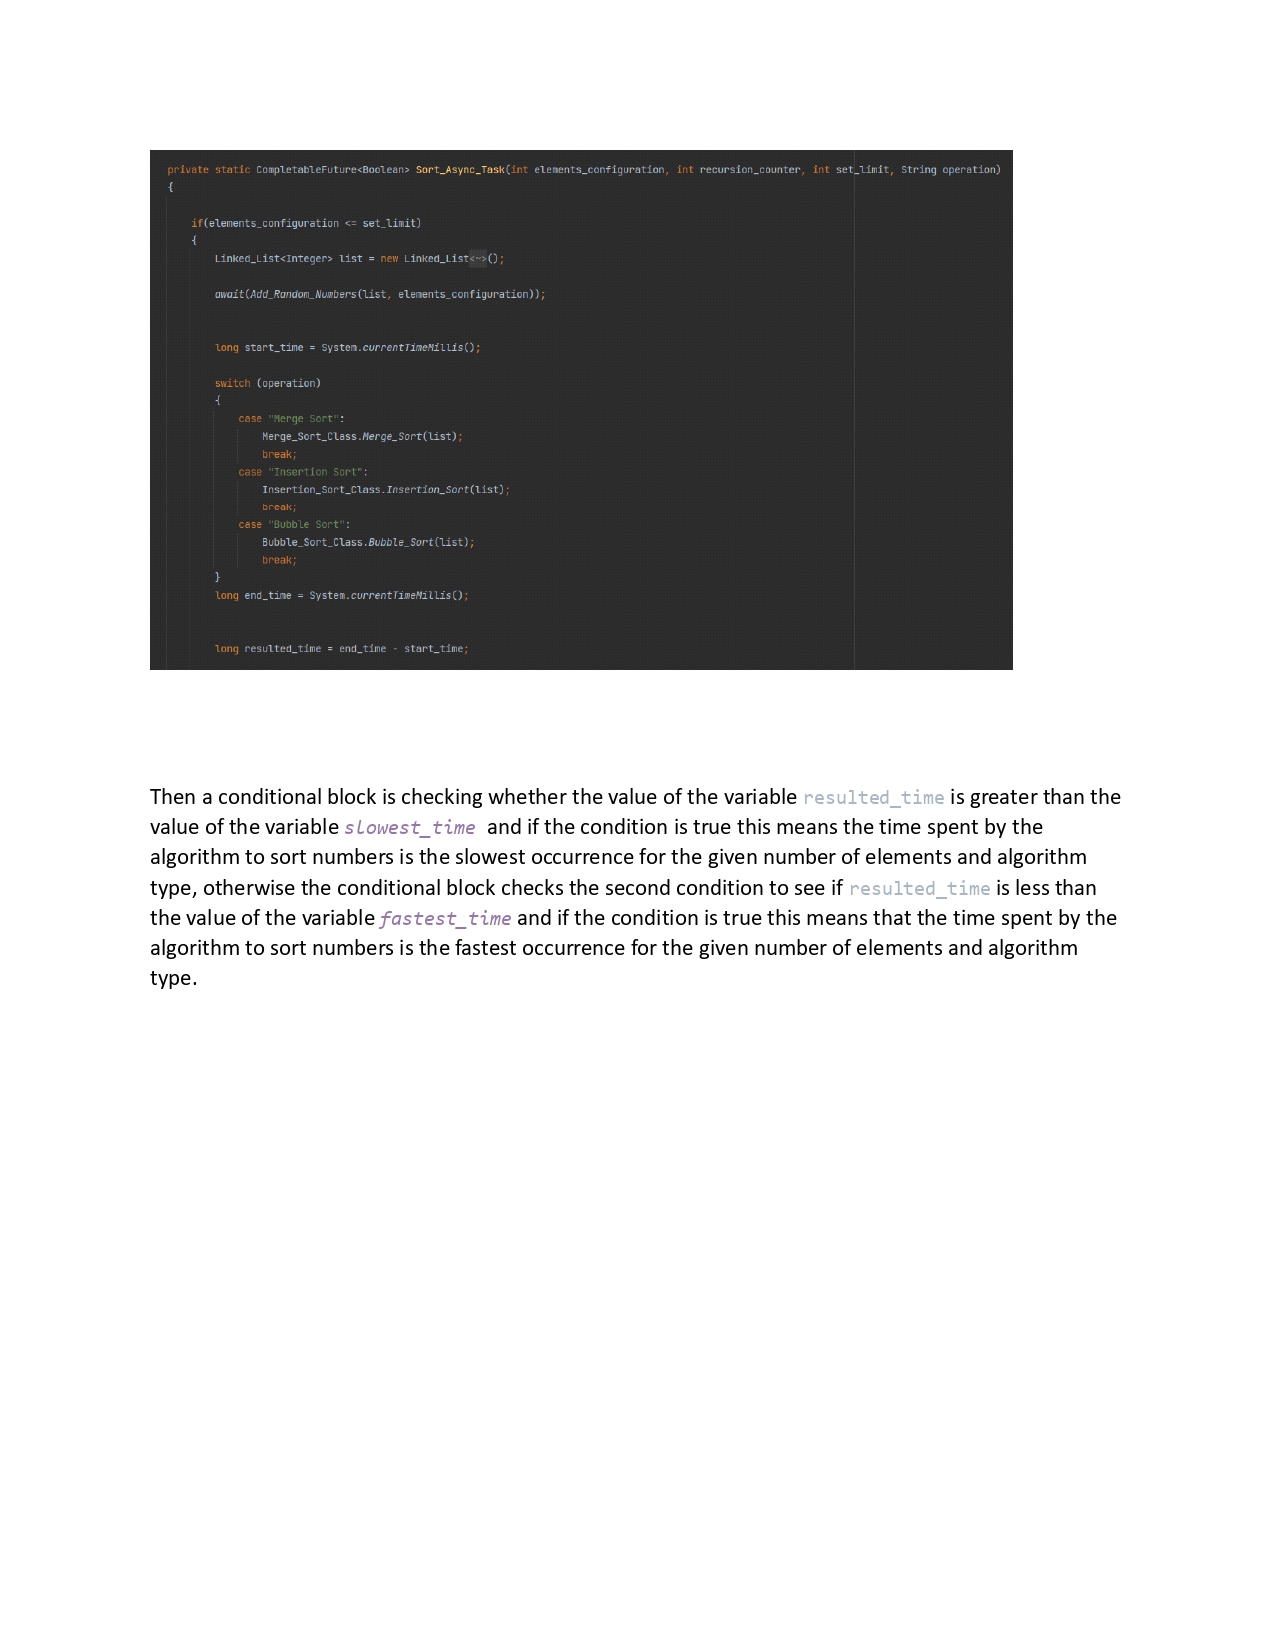 private static CompletableFuture<Boolean> Sort_Async_Task(int elements_configuration, int recursion_counter, int set_limit, String operation)
{
if(elements_configuration <= set_limit)
{
Linked_List<Integer> list = new Linked_List<~>();
await(Add_Random_Numbers(list, elements_configuration));
long start_time = System.currentTimeMillis();
switch (operation)
{
case "Merge Sort":
Merge_Sort_Class.Merge_Sort(list);
break;
case "Insertion Sort":
Insertion_Sort_Class.Insertion_Sort(list);
break;
case "Bubble Sort":
Bubble_Sort_Class.Bubble_Sort(list);
break;
}
long end_time = System.currentTimeMillis();
long resulted_time = end_time - start_time;
Then a conditional block is checking whether the value of the variable resulted_time is greater than the
value of the variable slowest_time and if the condition is true this means the time spent by the
algorithm to sort numbers is the slowest occurrence for the given number of elements and algorithm
type, otherwise the conditional block checks the second condition to see if resulted_time is less than
the value of the variable fastest_time and if the condition is true this means that the time spent by the
algorithm to sort numbers is the fastest occurrence for the given number of elements and algorithm
type.